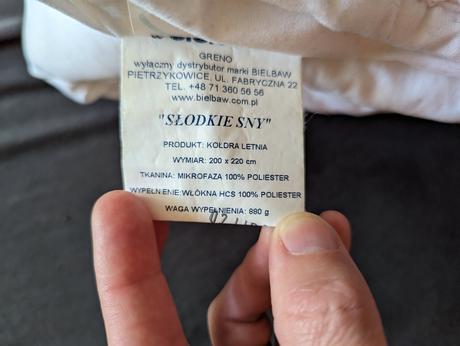 GRENO
wyłączny dystrybutor marki BIELBAW
PIETRZYKOWICE, UL. FABRYCZNA 22
TEL. +48 71 360 56 56
www.bielbaw.com.pl
"SŁODKIE SNY"
PRODUKT: KOŁDRA LETNIA
WYMIAR: 200 x 220 cm
TKANINA: MIKROFAZA 100% POLIESTER
WYPEŁNIENIE: WŁÓKNA HCS 100% POLIESTER
WAGA WYPEŁNIENIA: 880 g